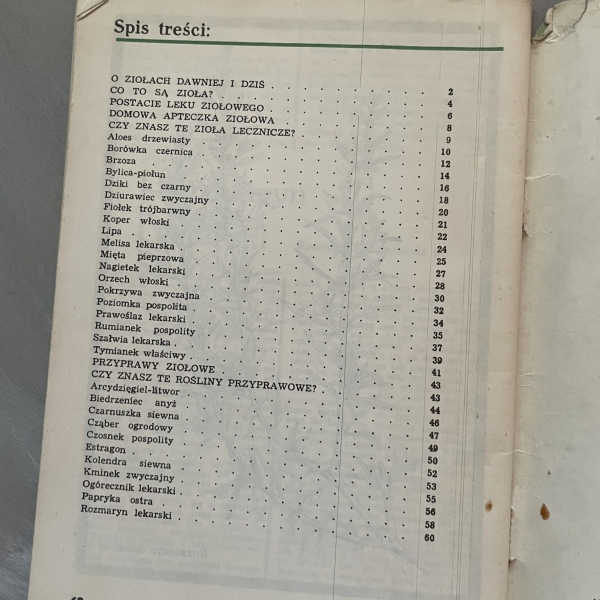 Spis treści:
O ZIOŁACH DAWNIEJ I DZIŚ . . . . . . . . . 2
CO TO SĄ ZIOŁA? . . . . . . . . . . . 4
POSTACIE LEKU ZIOŁOWEGO . . . . . . . . . 6
DOMOWA APTECZKA ZIOŁOWA . . . . . . . . . 8
CZY ZNASZ TE ZIOŁA LECZNICZE? . . . . . . . . 9
Aloes drzewiasty . . . . . . . . . . . 10
Borówka czernica . . . . . . . . . . . 12
Brzoza . . . . . . . . . . . . . 14
Bylica-piołun . . . . . . . . . . . . 16
Dziki bez czarny . . . . . . . . . . . 18
Dziurawiec zwyczajny . . . . . . . . . . 20
Fiołek trójbarwny . . . . . . . . . . . 21
Koper włoski . . . . . . . . . . . . 22
Lipa . . . . . . . . . . . . . . 24
Melisa lekarska . . . . . . . . . . . . 25
Mięta pieprzowa . . . . . . . . . . . 27
Nagietek lekarski . . . . . . . . . . . 28
Orzech włoski . . . . . . . . . . . . 30
Pokrzywa zwyczajna . . . . . . . . . . 32
Poziomka pospolita . . . . . . . . . . . 34
Prawoślaz lekarski . . . . . . . . . . . 35
Rumianek pospolity . . . . . . . . . . 37
Szałwia lekarska . . . . . . . . . . . 39
Tymianek właściwy . . . . . . . . . . . 41
PRZYPRAWY ZIOŁOWE . . . . . . . . . . 43
CZY ZNASZ TE ROŚLINY PRZYPRAWOWE? . . . . . . 43
Arcydzięgiel-litwor . . . . . . . . . . . 44
Biedrzeniec anyż . . . . . . . . . . . 46
Czarnuszka siewna . . . . . . . . . . . 47
Cząber ogrodowy . . . . . . . . . . . 49
Czosnek pospolity . . . . . . . . . . . 50
Estragon . . . . . . . . . . . . . 52
Kolendra siewna . . . . . . . . . . . 53
Kminek zwyczajny . . . . . . . . . . . 55
Ogórecznik lekarski . . . . . . . . . . . 56
Papryka ostra . . . . . . . . . . . . 58
Rozmaryn lekarski . . . . . . . . . . . 60